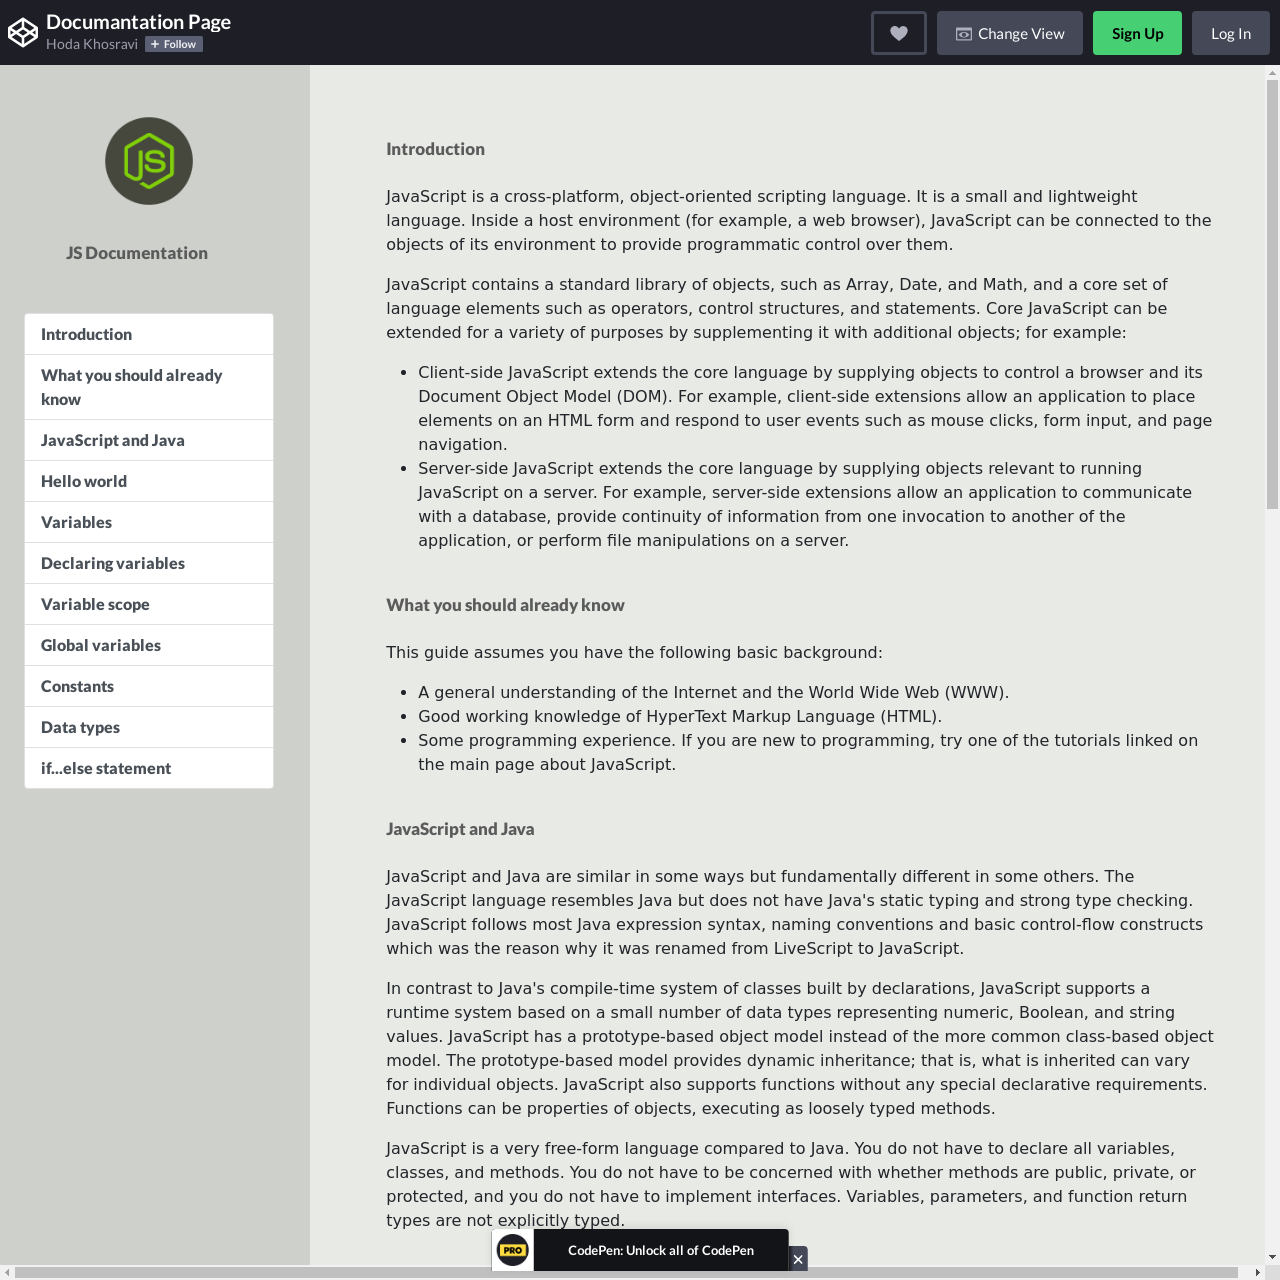 Documantation Page
Hoda Khosravi
+ Follow
Change View
Sign Up
Log In
JS
JS Documentation
Introduction
What you should already
know
JavaScript and Java
Hello world
Variables
Declaring variables
Variable scope
Global variables
Constants
Data types
if...else statement
Introduction
JavaScript is a cross-platform, object-oriented scripting language. It is a small and lightweight
language. Inside a host environment (for example, a web browser), JavaScript can be connected to the
objects of its environment to provide programmatic control over them.
JavaScript contains a standard library of objects, such as Array, Date, and Math, and a core set of
language elements such as operators, control structures, and statements. Core JavaScript can be
extended for a variety of purposes by supplementing it with additional objects; for example:
• Client-side JavaScript extends the core language by supplying objects to control a browser and its
Document Object Model (DOM). For example, client-side extensions allow an application to place
elements on an HTML form and respond to user events such as mouse clicks, form input, and page
navigation.
• Server-side JavaScript extends the core language by supplying objects relevant to running
JavaScript on a server. For example, server-side extensions allow an application to communicate
with a database, provide continuity of information from one invocation to another of the
application, or perform file manipulations on a server.
What you should already know
This guide assumes you have the following basic background:
• A general understanding of the Internet and the World Wide Web (WWW).
• Good working knowledge of HyperText Markup Language (HTML).
• Some programming experience. If you are new to programming, try one of the tutorials linked on
the main page about JavaScript.
JavaScript and Java
JavaScript and Java are similar in some ways but fundamentally different in some others. The
JavaScript language resembles Java but does not have Java's static typing and strong type checking.
JavaScript follows most Java expression syntax, naming conventions and basic control-flow constructs
which was the reason why it was renamed from LiveScript to JavaScript.
In contrast to Java's compile-time system of classes built by declarations, JavaScript supports a
runtime system based on a small number of data types representing numeric, Boolean, and string
values. JavaScript has a prototype-based object model instead of the more common class-based object
model. The prototype-based model provides dynamic inheritance; that is, what is inherited can vary
for individual objects. JavaScript also supports functions without any special declarative requirements.
Functions can be properties of objects, executing as loosely typed methods.
JavaScript is a very free-form language compared to Java. You do not have to declare all variables,
classes, and methods. You do not have to be concerned with whether methods are public, private, or
protected, and you do not have to implement interfaces. Variables, parameters, and function return
types are not explicitly typed.
PRO
CodePen: Unlock all of CodePen